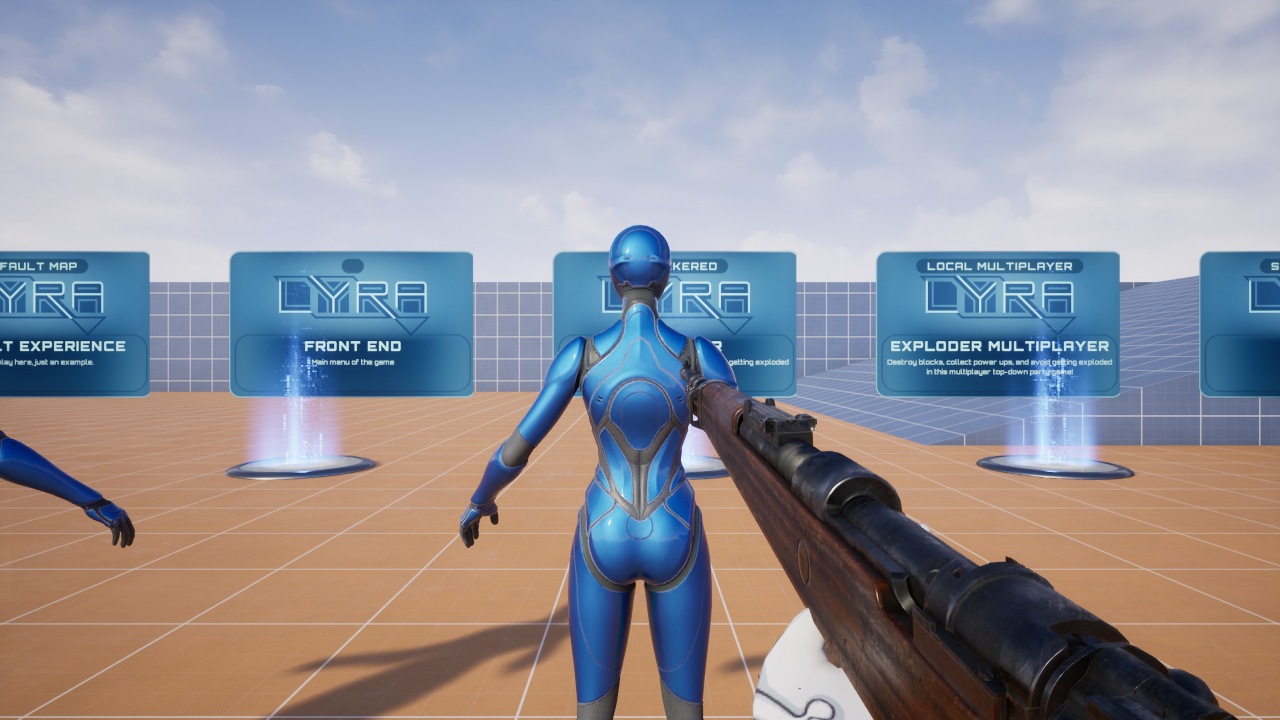 FAULT MAP
LYRA
LT EXPERIENCE
play here, just an example.
LYRA
FRONT END
Main menu of the game
KERED
LYRA
R
getting exploded
LOCAL MULTIPLAYER
LYRA
EXPLODER MULTIPLAYER
Destroy blocks, collect power ups, and avoid getting exploded
in this multiplayer top-down party game!
S